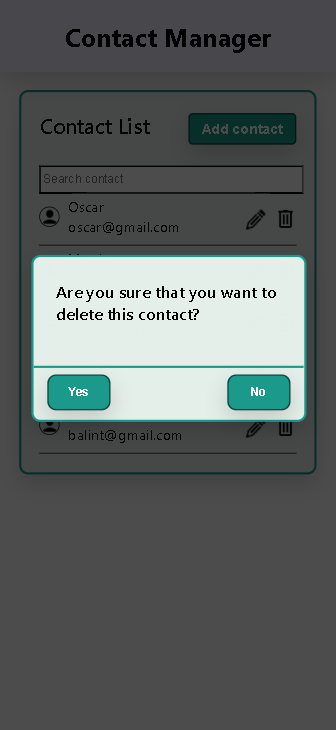 Contact Manager
Contact List
Add contact
Search contact
Oscar
oscar@gmail.com
Are you sure that you want to
delete this contact?
Yes
No
balint@gmail.com